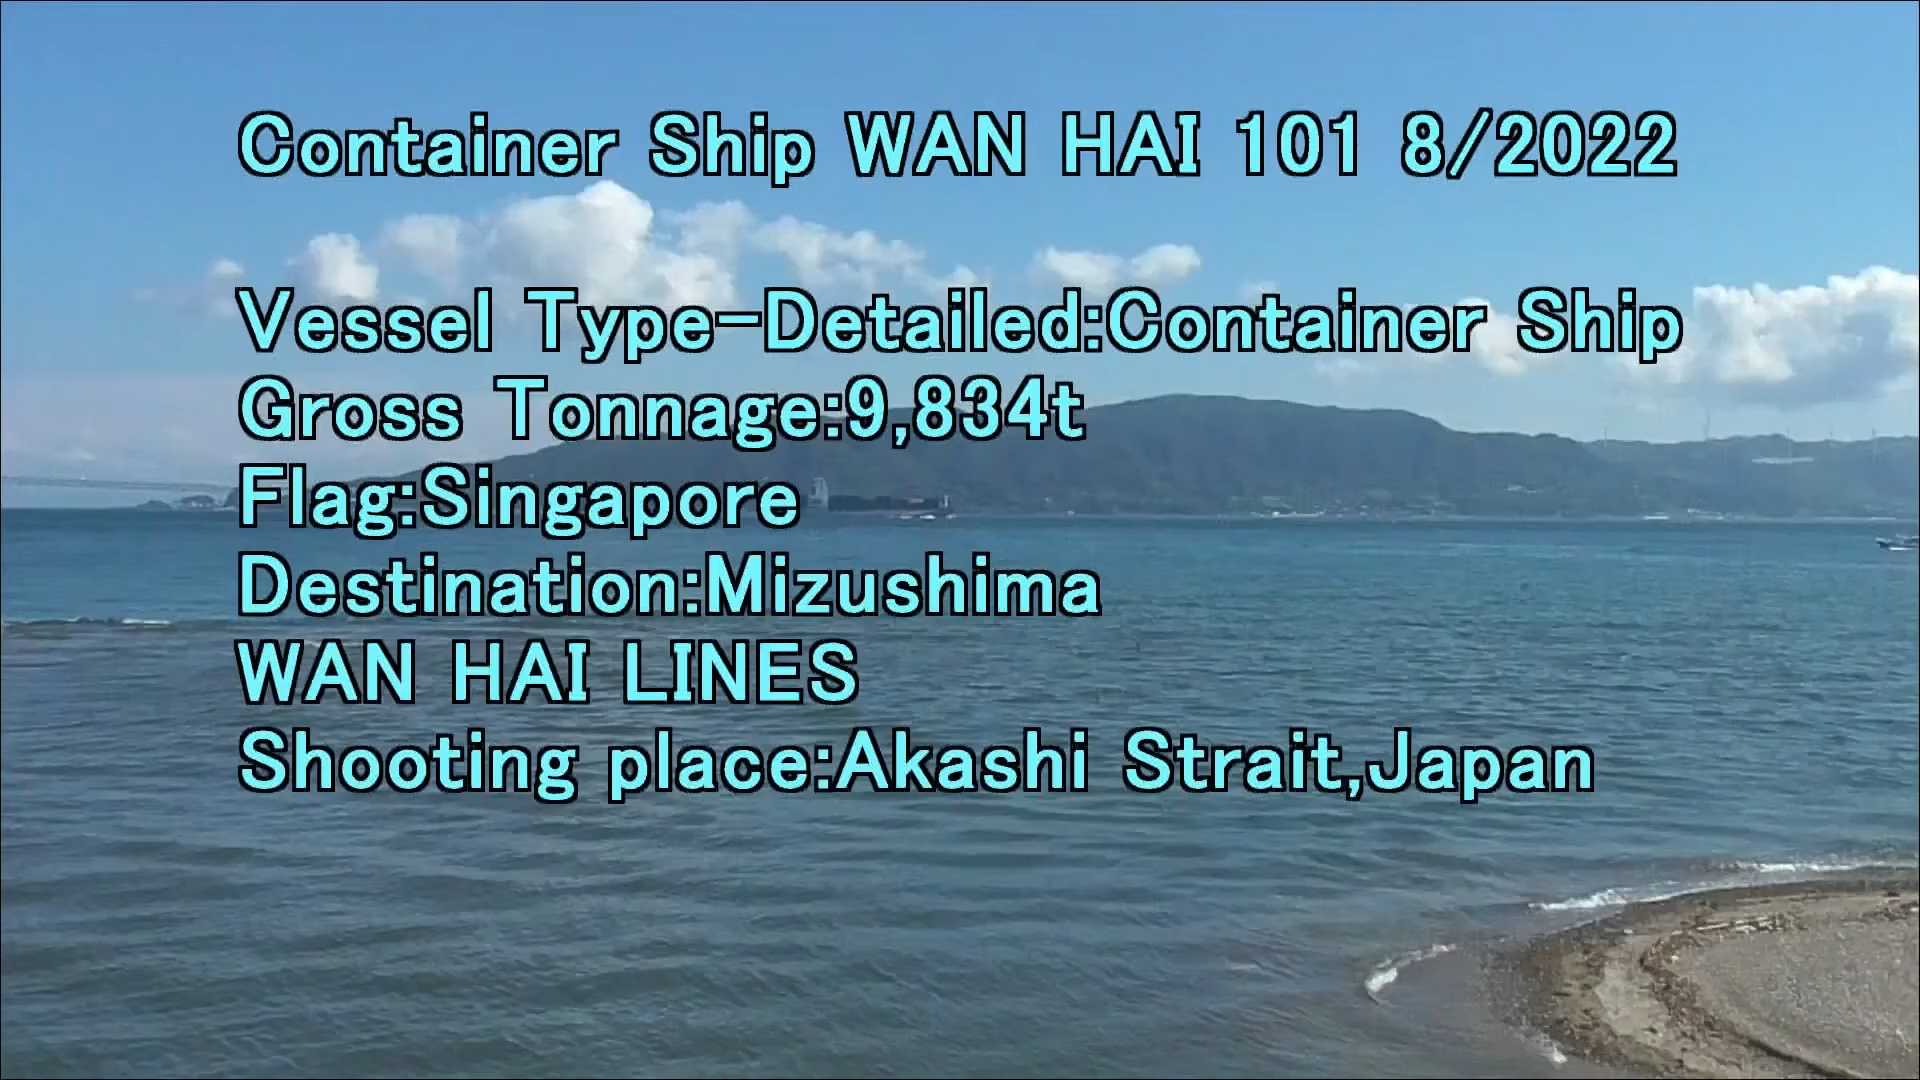 Container Ship WAN HAI 101 8/2022
Vessel Type-Detailed:Container Ship
Gross Tonnage:9,834t
Flag:Singapore
Destination:Mizushima
WAN HAI LINES
Shooting place:Akashi Strait,Japan